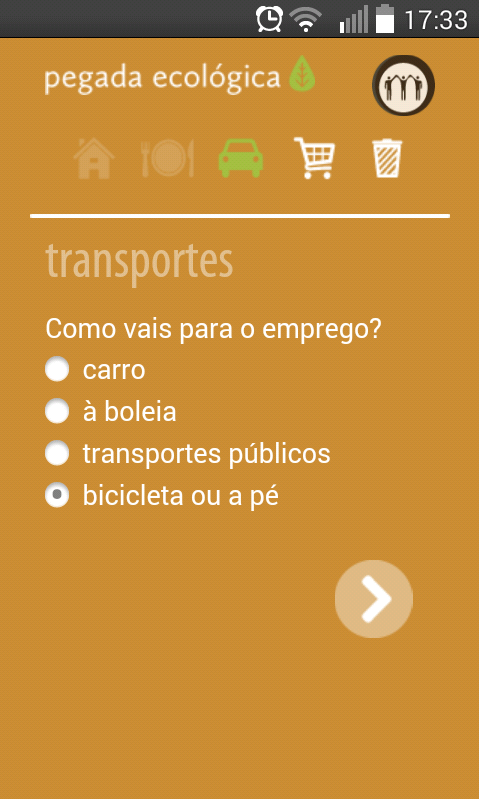 17:33
pegada ecológica
transportes
Como vais para o emprego?
carro
à boleia
transportes públicos
bicicleta ou a pé